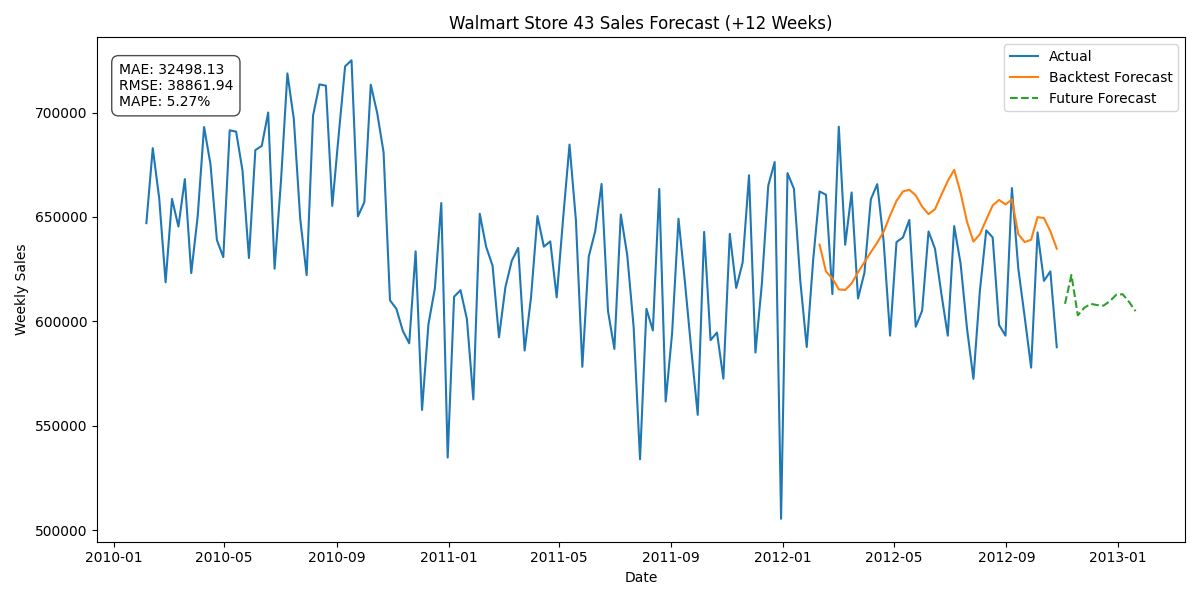 Walmart Store 43 Sales Forecast (+12 Weeks)
MAE: 32498.13
RMSE: 38861.94
MAPE: 5.27%
Actual
Backtest Forecast
Future Forecast
Weekly Sales
700000
650000
600000
550000
500000
2010-01
2010-05
2010-09
2011-01
2011-05
2011-09
2012-01
2012-05
2012-09
2013-01
Date